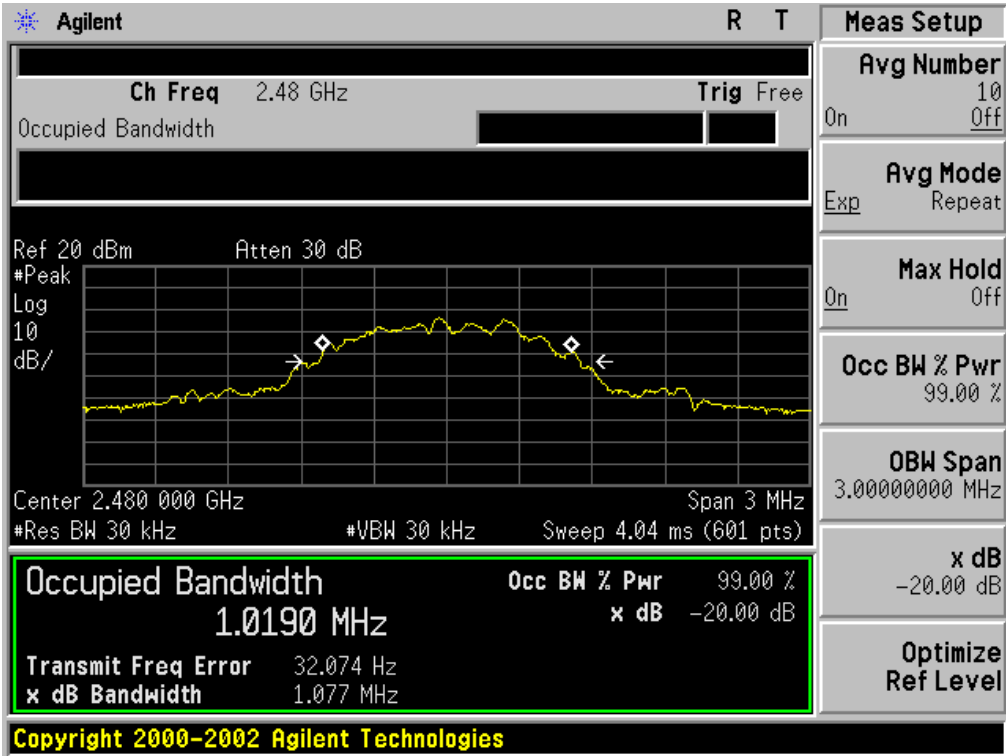 Agilent R T
Ch Freq 2.48 GHz Trig Free
Occupied Bandwidth
Ref 20 dBm Atten 30 dB
#Peak
Log
10
dB/
Center 2.480 000 GHz Span 3 MHz
#Res BW 30 kHz #VBW 30 kHz Sweep 4.04 ms (601 pts)
Occupied Bandwidth
1.0190 MHz
Occ BW % Pwr 99.00 %
x dB -20.00 dB
Transmit Freq Error 32.074 Hz
x dB Bandwidth 1.077 MHz
Copyright 2000-2002 Agilent Technologies
Meas Setup
Avg Number
10
On Off
Avg Mode
Exp Repeat
Max Hold
On Off
Occ BW % Pwr
99.00 %
OBW Span
3.00000000 MHz
x dB
-20.00 dB
Optimize
Ref Level